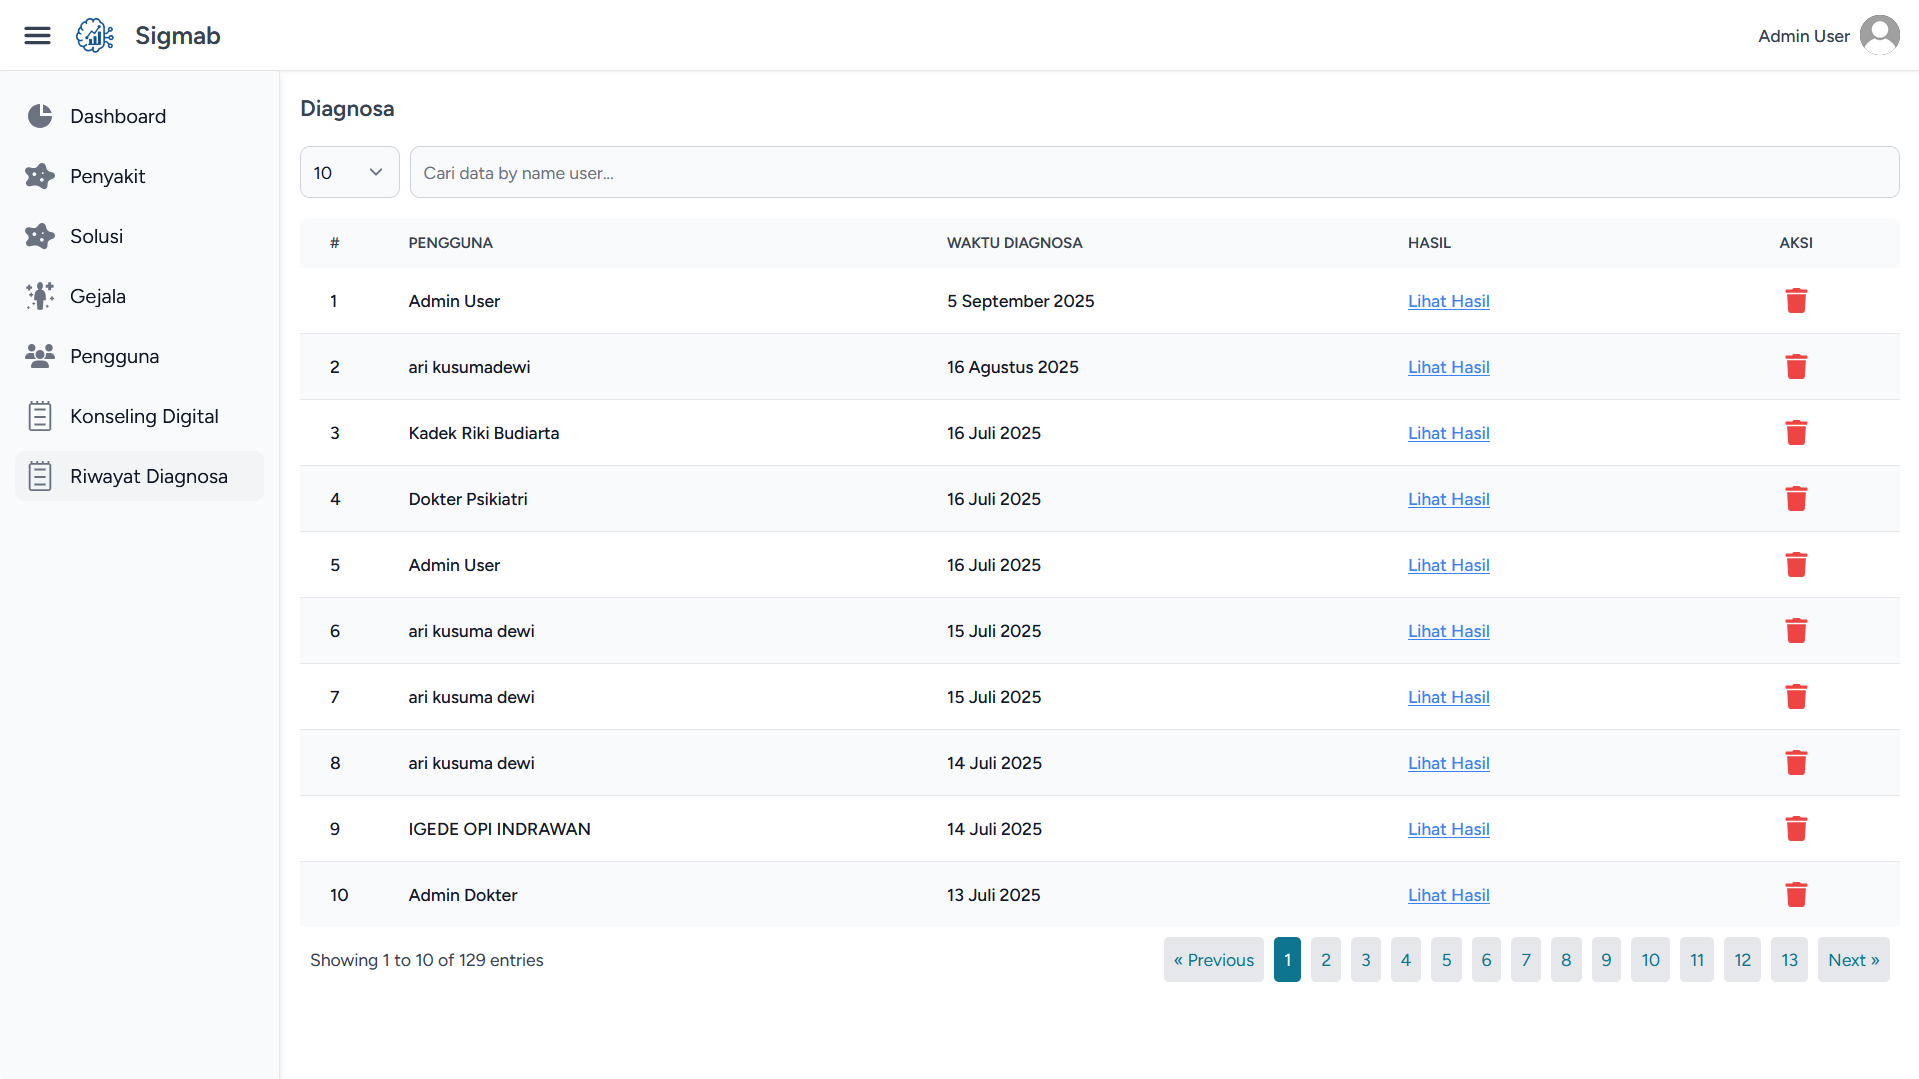 Sigmab
Admin User
Dashboard
Penyakit
Solusi
Gejala
Pengguna
Konseling Digital
Riwayat Diagnosa
Diagnosa
10
Cari data by name user...
# PENGGUNA WAKTU DIAGNOSA HASIL AKSI
1 Admin User 5 September 2025 Lihat Hasil
2 ari kusumadewi 16 Agustus 2025 Lihat Hasil
3 Kadek Riki Budiarta 16 Juli 2025 Lihat Hasil
4 Dokter Psikiatri 16 Juli 2025 Lihat Hasil
5 Admin User 16 Juli 2025 Lihat Hasil
6 ari kusuma dewi 15 Juli 2025 Lihat Hasil
7 ari kusuma dewi 15 Juli 2025 Lihat Hasil
8 ari kusuma dewi 14 Juli 2025 Lihat Hasil
9 IGEDE OPI INDRAWAN 14 Juli 2025 Lihat Hasil
10 Admin Dokter 13 Juli 2025 Lihat Hasil
Showing 1 to 10 of 129 entries
« Previous 1 2 3 4 5 6 7 8 9 10 11 12 13 Next »